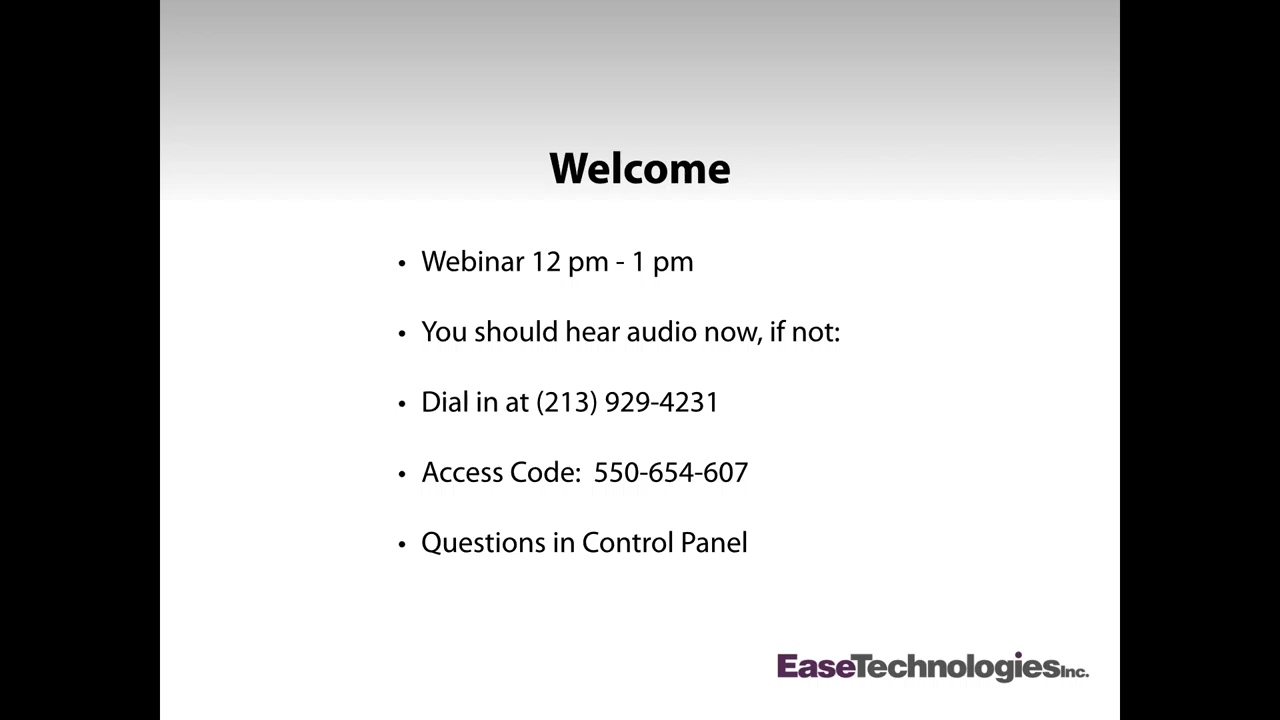 Welcome
• Webinar 12 pm - 1 pm
• You should hear audio now, if not:
• Dial in at (213) 929-4231
• Access Code:  550-654-607
• Questions in Control Panel
EaseTechnologiesInc.